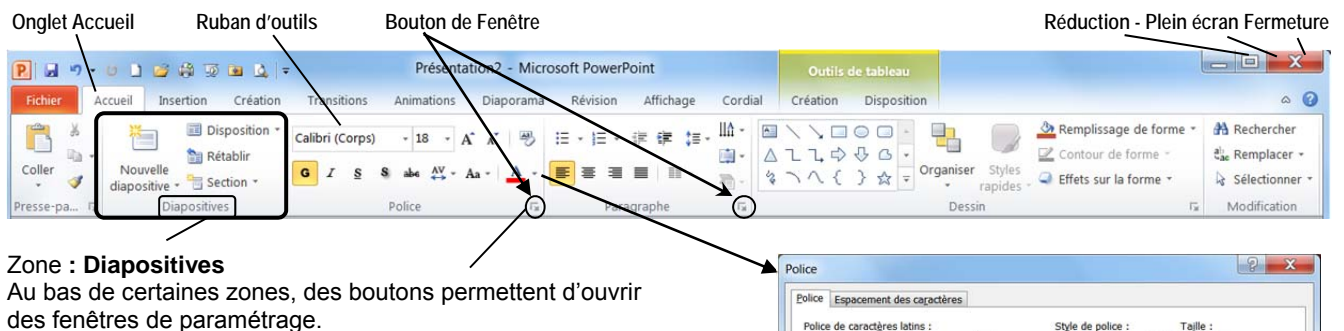 Onglet Accueil Ruban d'outils Bouton de Fenêtre Réduction - Plein écran Fermeture
Présentation2 - Microsoft PowerPoint Outils de tableau
Fichier Accueil Insertion Création Transitions Animations Diaporama Révision Affichage Cordial Création Disposition
Coller
Presse-pa...
Nouvelle diapositive
Disposition
Rétablir
Section
Diapositives
Calibri (Corps) 18
G I S S abc AV Aa A
Police
Paragraphe
Organiser
Styles rapides
Remplissage de forme
Contour de forme
Effets sur la forme
Dessin
Rechercher
Remplacer
Sélectionner
Modification
Zone : Diapositives
Au bas de certaines zones, des boutons permettent d'ouvrir
des fenêtres de paramétrage.
Police
Police Espacement des caractères
Police de caractères latins : Style de police : Taille :